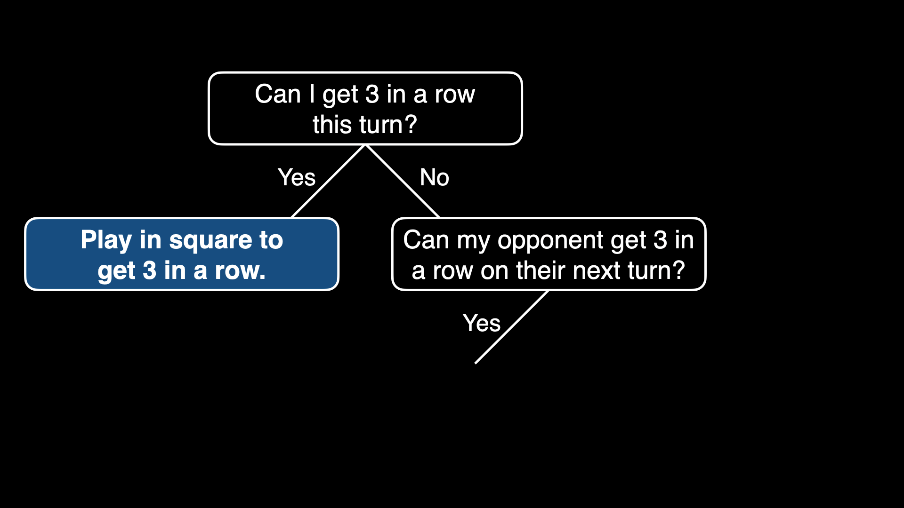 Can I get 3 in a row
this turn?
Yes
No
Play in square to
get 3 in a row.
Can my opponent get 3 in
a row on their next turn?
Yes